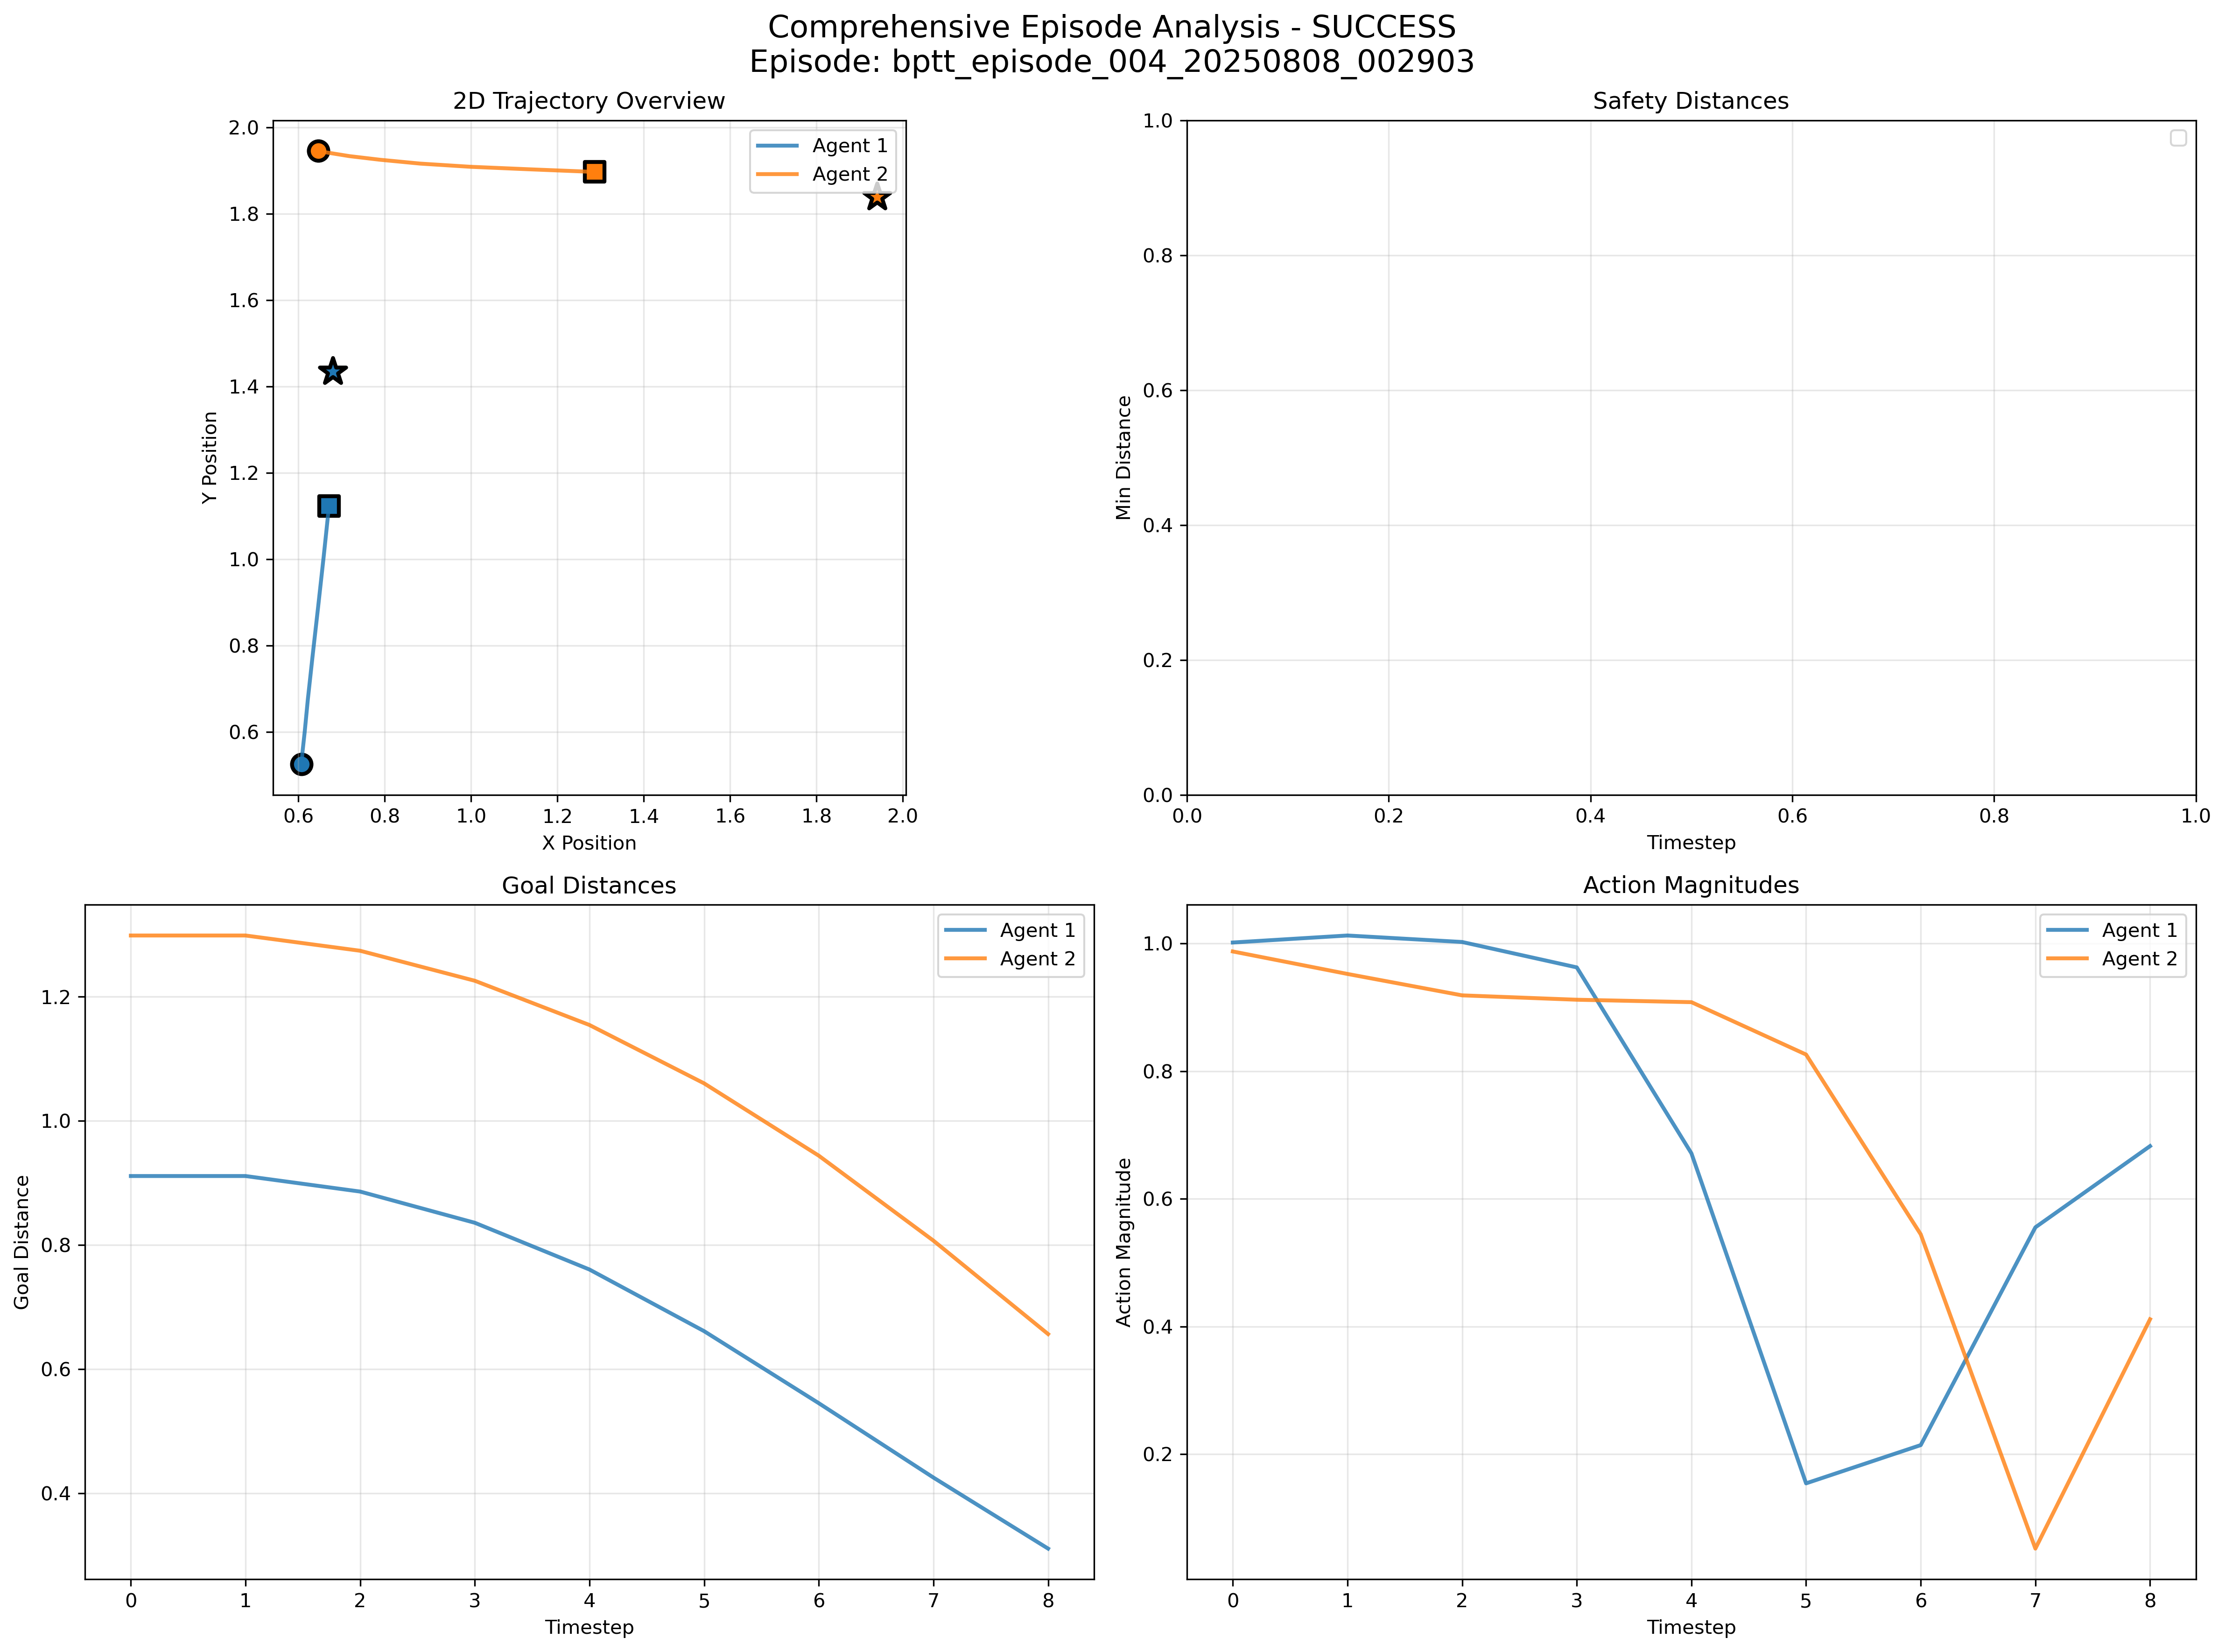 Comprehensive Episode Analysis - SUCCESS
Episode: bptt_episode_004_20250808_002903
2D Trajectory Overview
Agent 1
Agent 2
Y Position
2.0
1.8
1.6
1.4
1.2
1.0
0.8
0.6
0.6 0.8 1.0 1.2 1.4 1.6 1.8 2.0
X Position
Safety Distances
Min Distance
1.0
0.8
0.6
0.4
0.2
0.0
0.0 0.2 0.4 0.6 0.8 1.0
Timestep
Goal Distances
Agent 1
Agent 2
Goal Distance
1.2
1.0
0.8
0.6
0.4
0 1 2 3 4 5 6 7 8
Timestep
Action Magnitudes
Agent 1
Agent 2
Action Magnitude
1.0
0.8
0.6
0.4
0.2
0 1 2 3 4 5 6 7 8
Timestep